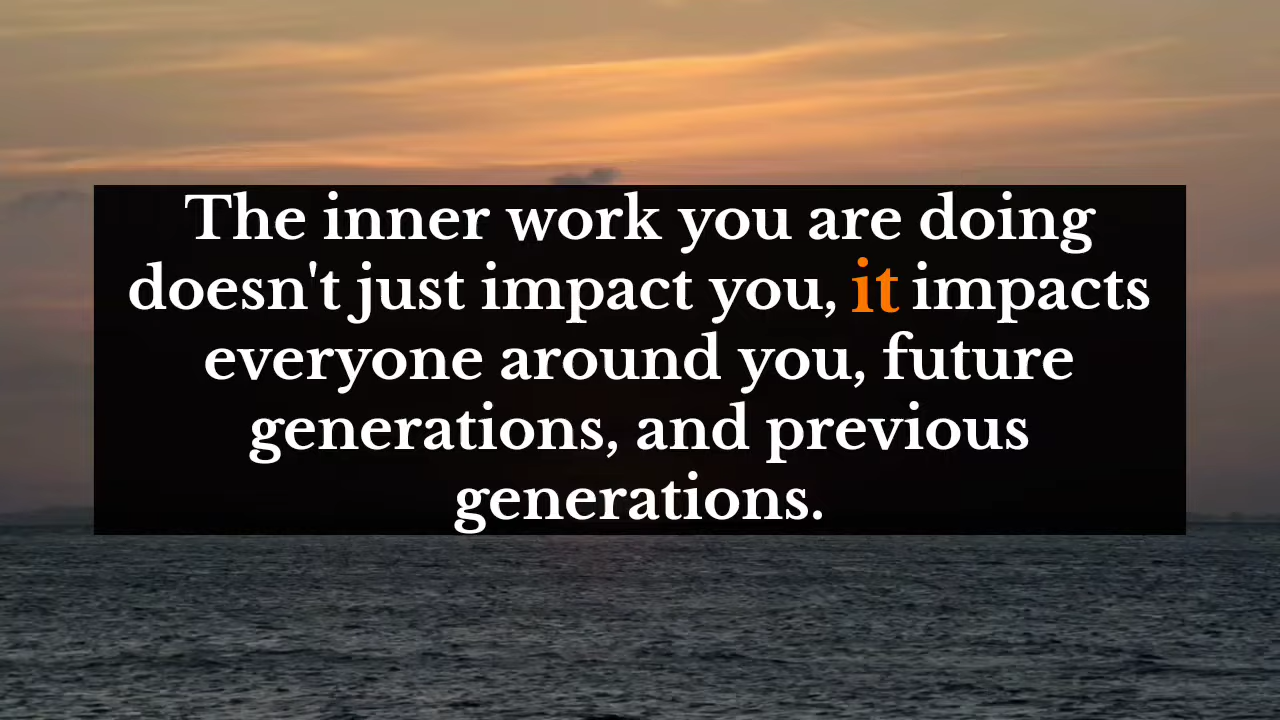 The inner work you are doing
doesn't just impact you, it impacts
everyone around you, future
generations, and previous
generations.